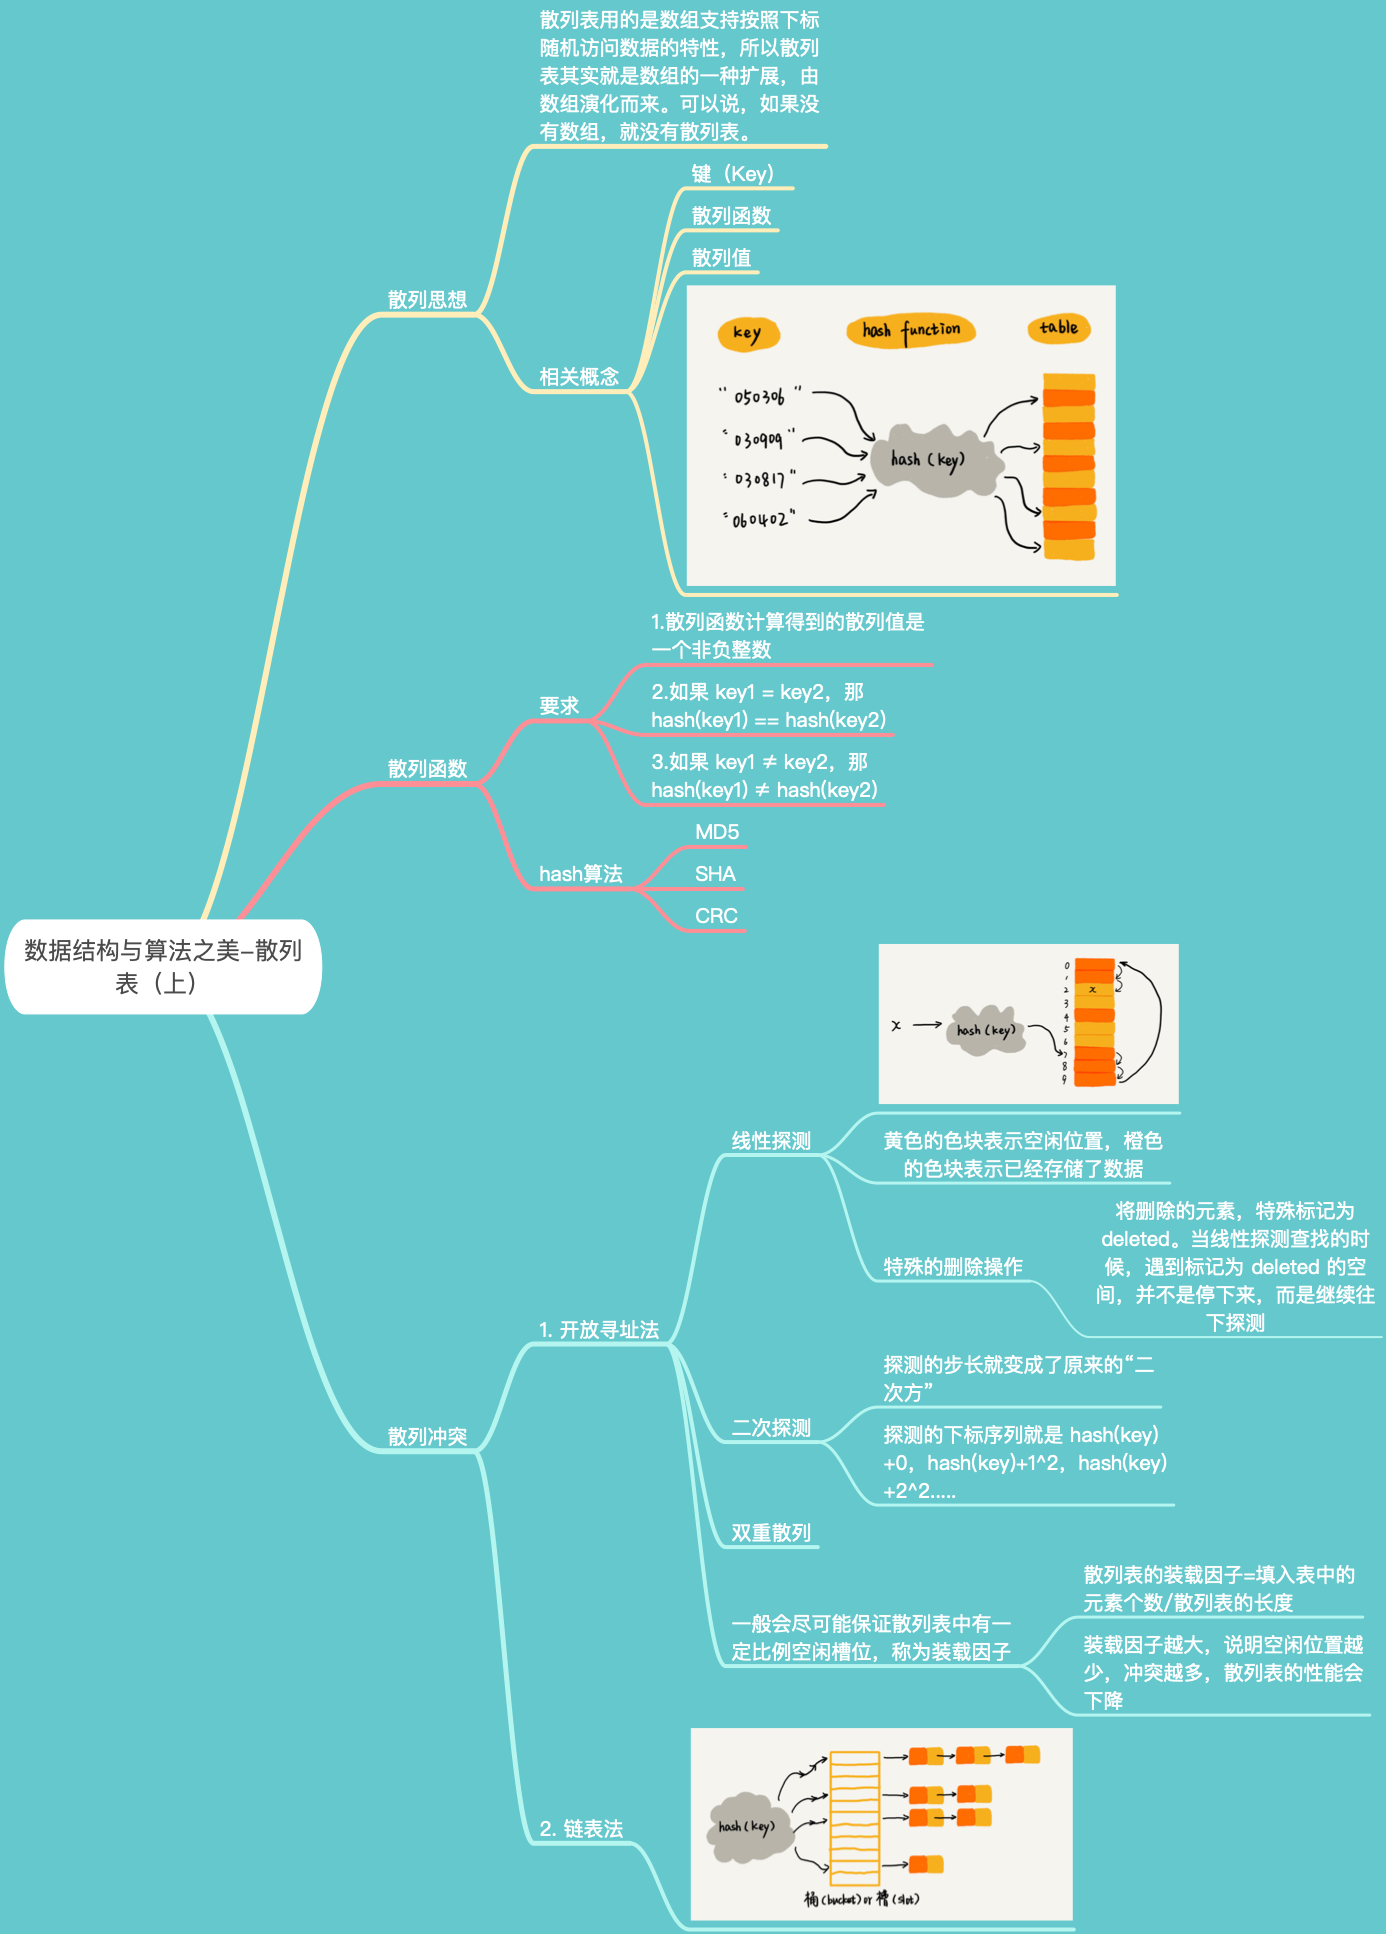 散列表用的是数组支持按照下标
随机访问数据的特性，所以散列
表其实就是数组的一种扩展，由
数组演化而来。可以说，如果没
有数组，就没有散列表。
键（Key）
散列函数
散列值
散列思想
相关概念
key
hash function
table
"050306"
"030909"
"030817"
"060402"
hash(key)
1.散列函数计算得到的散列值是
一个非负整数
2.如果 key1 = key2，那
hash(key1) == hash(key2)
3.如果 key1 ≠ key2，那
hash(key1) ≠ hash(key2)
要求
散列函数
hash算法
MD5
SHA
CRC
数据结构与算法之美-散列
表（上）
x
hash(key)
0
1
2
x
3
4
5
6
7
8
9
线性探测
黄色的色块表示空闲位置，橙色
的色块表示已经存储了数据
特殊的删除操作
将删除的元素，特殊标记为
deleted。当线性探测查找的时
候，遇到标记为 deleted 的空
间，并不是停下来，而是继续往
下探测
1. 开放寻址法
二次探测
探测的步长就变成了原来的“二
次方”
探测的下标序列就是 hash(key)
+0，hash(key)+1^2，hash(key)
+2^2.....
散列冲突
双重散列
一般会尽可能保证散列表中有一
定比例空闲槽位，称为装载因子
散列表的装载因子=填入表中的
元素个数/散列表的长度
装载因子越大，说明空闲位置越
少，冲突越多，散列表的性能会
下降
2. 链表法
hash(key)
桶(bucket)or 槽(slot)